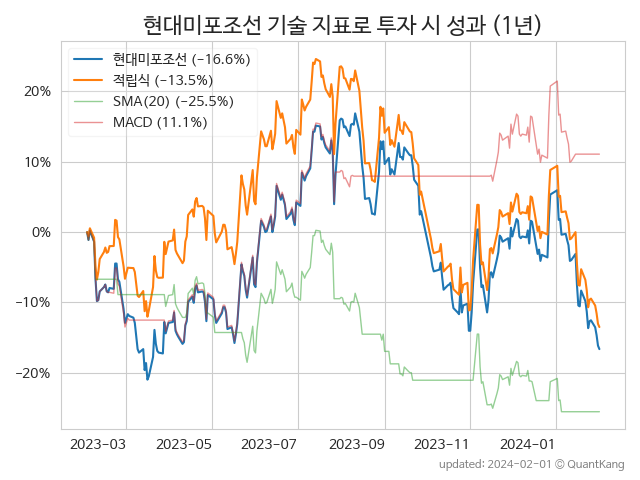 현대미포조선 기술 지표로 투자 시 성과 (1년)
현대미포조선 (−16.6%)
적립식 (−13.5%)
SMA(20) (−25.5%)
MACD (11.1%)
20%
10%
0%
−10%
−20%
2023−03 2023−05 2023−07 2023−09 2023−11 2024−01
updated: 2024−02−01 © QuantKang